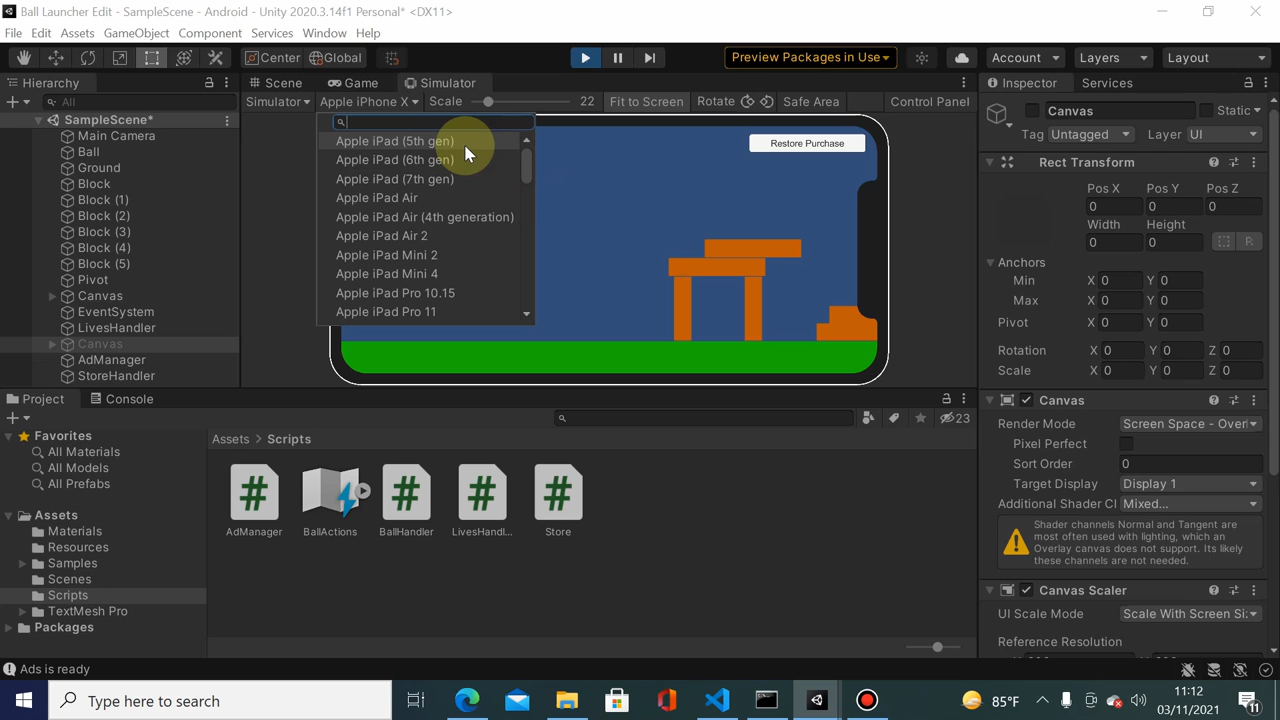 Ball Launcher Edit - SampleScene - Android - Unity 2020.3.14f1 Personal* <DX11>
File Edit Assets GameObject Component Services Window Help
Center Global Preview Packages in Use Account Layers Layout
Hierarchy Scene Game Simulator Inspector Services
All Simulator Apple iPhone X Scale 22 Fit to Screen Rotate Safe Area Control Panel
SampleScene*
Main Camera
Ball
Ground
Block
Block (1)
Block (2)
Block (3)
Block (4)
Block (5)
Pivot
Canvas
EventSystem
LivesHandler
Canvas
AdManager
StoreHandler
Apple iPad (5th gen)
Apple iPad (6th gen)
Apple iPad (7th gen)
Apple iPad Air
Apple iPad Air (4th generation)
Apple iPad Air 2
Apple iPad Mini 2
Apple iPad Mini 4
Apple iPad Pro 10.15
Apple iPad Pro 11
Restore Purchase
Canvas Static
Tag Untagged Layer UI
Rect Transform
Pos X Pos Y Pos Z
0 0 0
Width Height
0 0 R
Anchors
Min X 0 Y 0
Max X 0 Y 0
Pivot X 0 Y 0
Rotation X 0 Y 0 Z 0
Scale X 0 Y 0 Z 0
Canvas
Render Mode Screen Space - Over
Pixel Perfect
Sort Order 0
Target Display Display 1
Additional Shader Cl Mixed...
Shader channels Normal and Tangent are
most often used with lighting, which an
Overlay canvas does not support. Its likely
these channels are not needed.
Canvas Scaler
UI Scale Mode Scale With Screen Si
Reference Resolution
Project Console
23
Favorites
All Materials
All Models
All Prefabs
Assets
Materials
Resources
Samples
Scenes
Scripts
TextMesh Pro
Packages
Assets > Scripts
AdManager BallActions BallHandler LivesHandl... Store
Ads is ready
Type here to search
85°F
11:12
03/11/2021
11